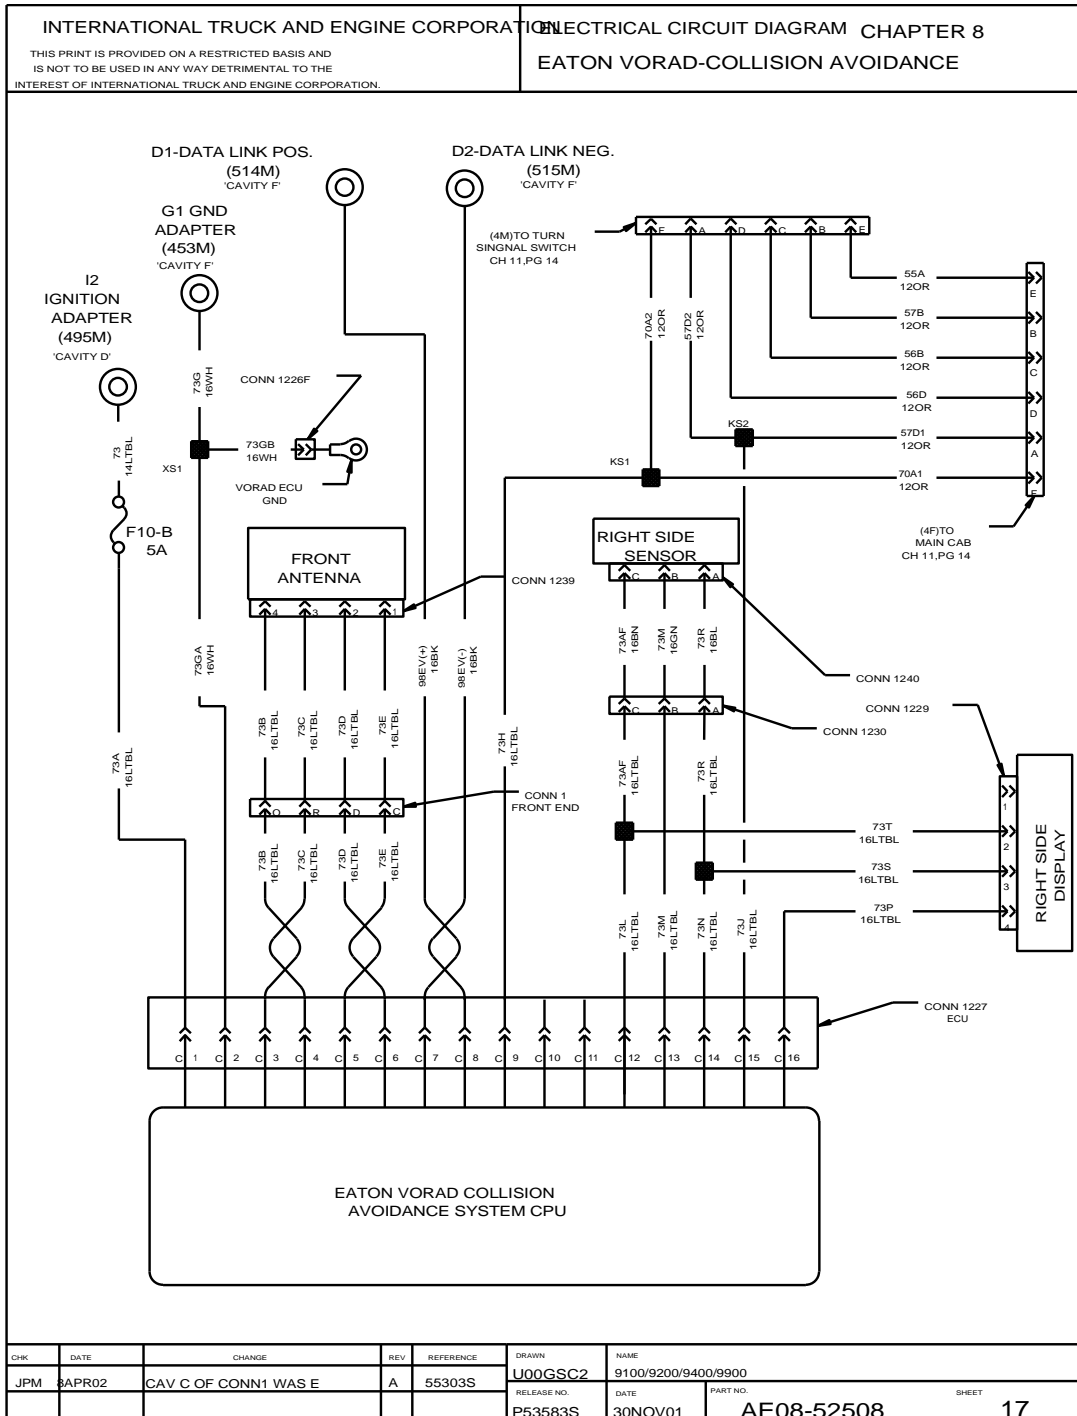 INTERNATIONAL TRUCK AND ENGINE CORPORATION
THIS PRINT IS PROVIDED ON A RESTRICTED BASIS AND
IS NOT TO BE USED IN ANY WAY DETRIMENTAL TO THE
INTEREST OF INTERNATIONAL TRUCK AND ENGINE CORPORATION.
ELECTRICAL CIRCUIT DIAGRAM CHAPTER 8
EATON VORAD-COLLISION AVOIDANCE
D1-DATA LINK POS.
(514M)
'CAVITY F'
D2-DATA LINK NEG.
(515M)
'CAVITY F'
G1 GND
ADAPTER
(453M)
'CAVITY F'
I2
IGNITION
ADAPTER
(495M)
'CAVITY D'
(4M)TO TURN
SINGNAL SWITCH
CH 11,PG 14
F A D C B E
55A
12OR
57B
12OR
56B
12OR
56D
12OR
57D1
12OR
70A1
12OR
E
B
C
D
A
F
70A2
12OR
57D2
12OR
KS2
KS1
(4F)TO
MAIN CAB
CH 11,PG 14
73G
16WH
CONN 1226F
73
14LTBL
XS1
73GB
16WH
VORAD ECU
GND
F10-B
5A
FRONT
ANTENNA
4 3 2 1
CONN 1239
RIGHT SIDE
SENSOR
C B A
73GA
16WH
98EV(+)
16BK
98EV(-)
16BK
73AF
16BN
73M
16GN
73R
16BL
CONN 1240
CONN 1229
CONN 1230
C B A
73A
16LTBL
73B
16LTBL
73C
16LTBL
73D
16LTBL
73E
16LTBL
73H
16LTBL
73AF
16LTBL
73R
16LTBL
CONN 1
FRONT END
Q R D C
73B
16LTBL
73C
16LTBL
73D
16LTBL
73E
16LTBL
73T
16LTBL
73S
16LTBL
73P
16LTBL
1
2
3
4
RIGHT SIDE
DISPLAY
73L
16LTBL
73M
16LTBL
73N
16LTBL
73J
16LTBL
CONN 1227
ECU
C 1 C 2 C 3 C 4 C 5 C 6 C 7 C 8 C 9 C 10 C 11 C 12 C 13 C 14 C 15 C 16
EATON VORAD COLLISION
AVOIDANCE SYSTEM CPU
CHK DATE CHANGE REV REFERENCE
JPM 3APR02 CAV C OF CONN1 WAS E A 55303S
DRAWN
U00GSC2
NAME
9100/9200/9400/9900
RELEASE NO.
P53583S
DATE
30NOV01
PART NO.
AE08-52508
SHEET
17